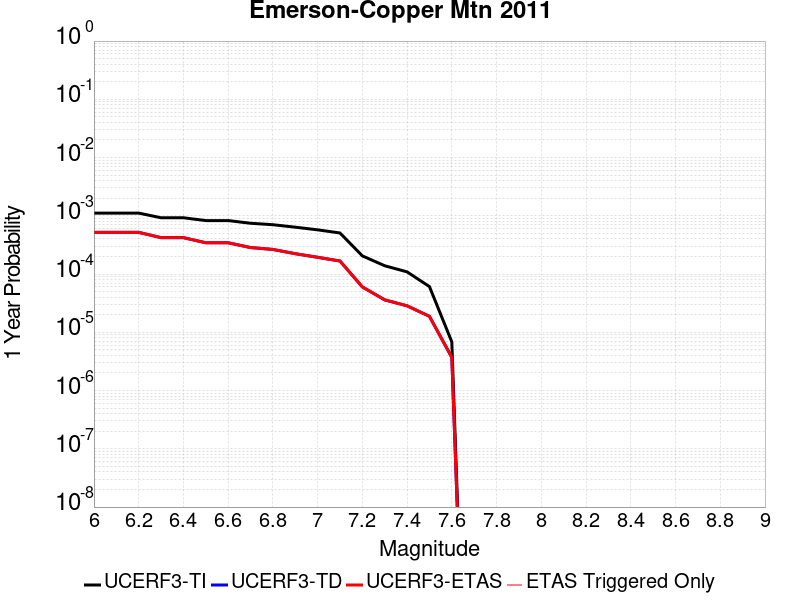 Emerson-Copper Mtn 2011
1 Year Probability
10^0
10^-1
10^-2
10^-3
10^-4
10^-5
10^-6
10^-7
10^-8
6 6.2 6.4 6.6 6.8 7 7.2 7.4 7.6 7.8 8 8.2 8.4 8.6 8.8 9
Magnitude
UCERF3-TI UCERF3-TD UCERF3-ETAS ETAS Triggered Only